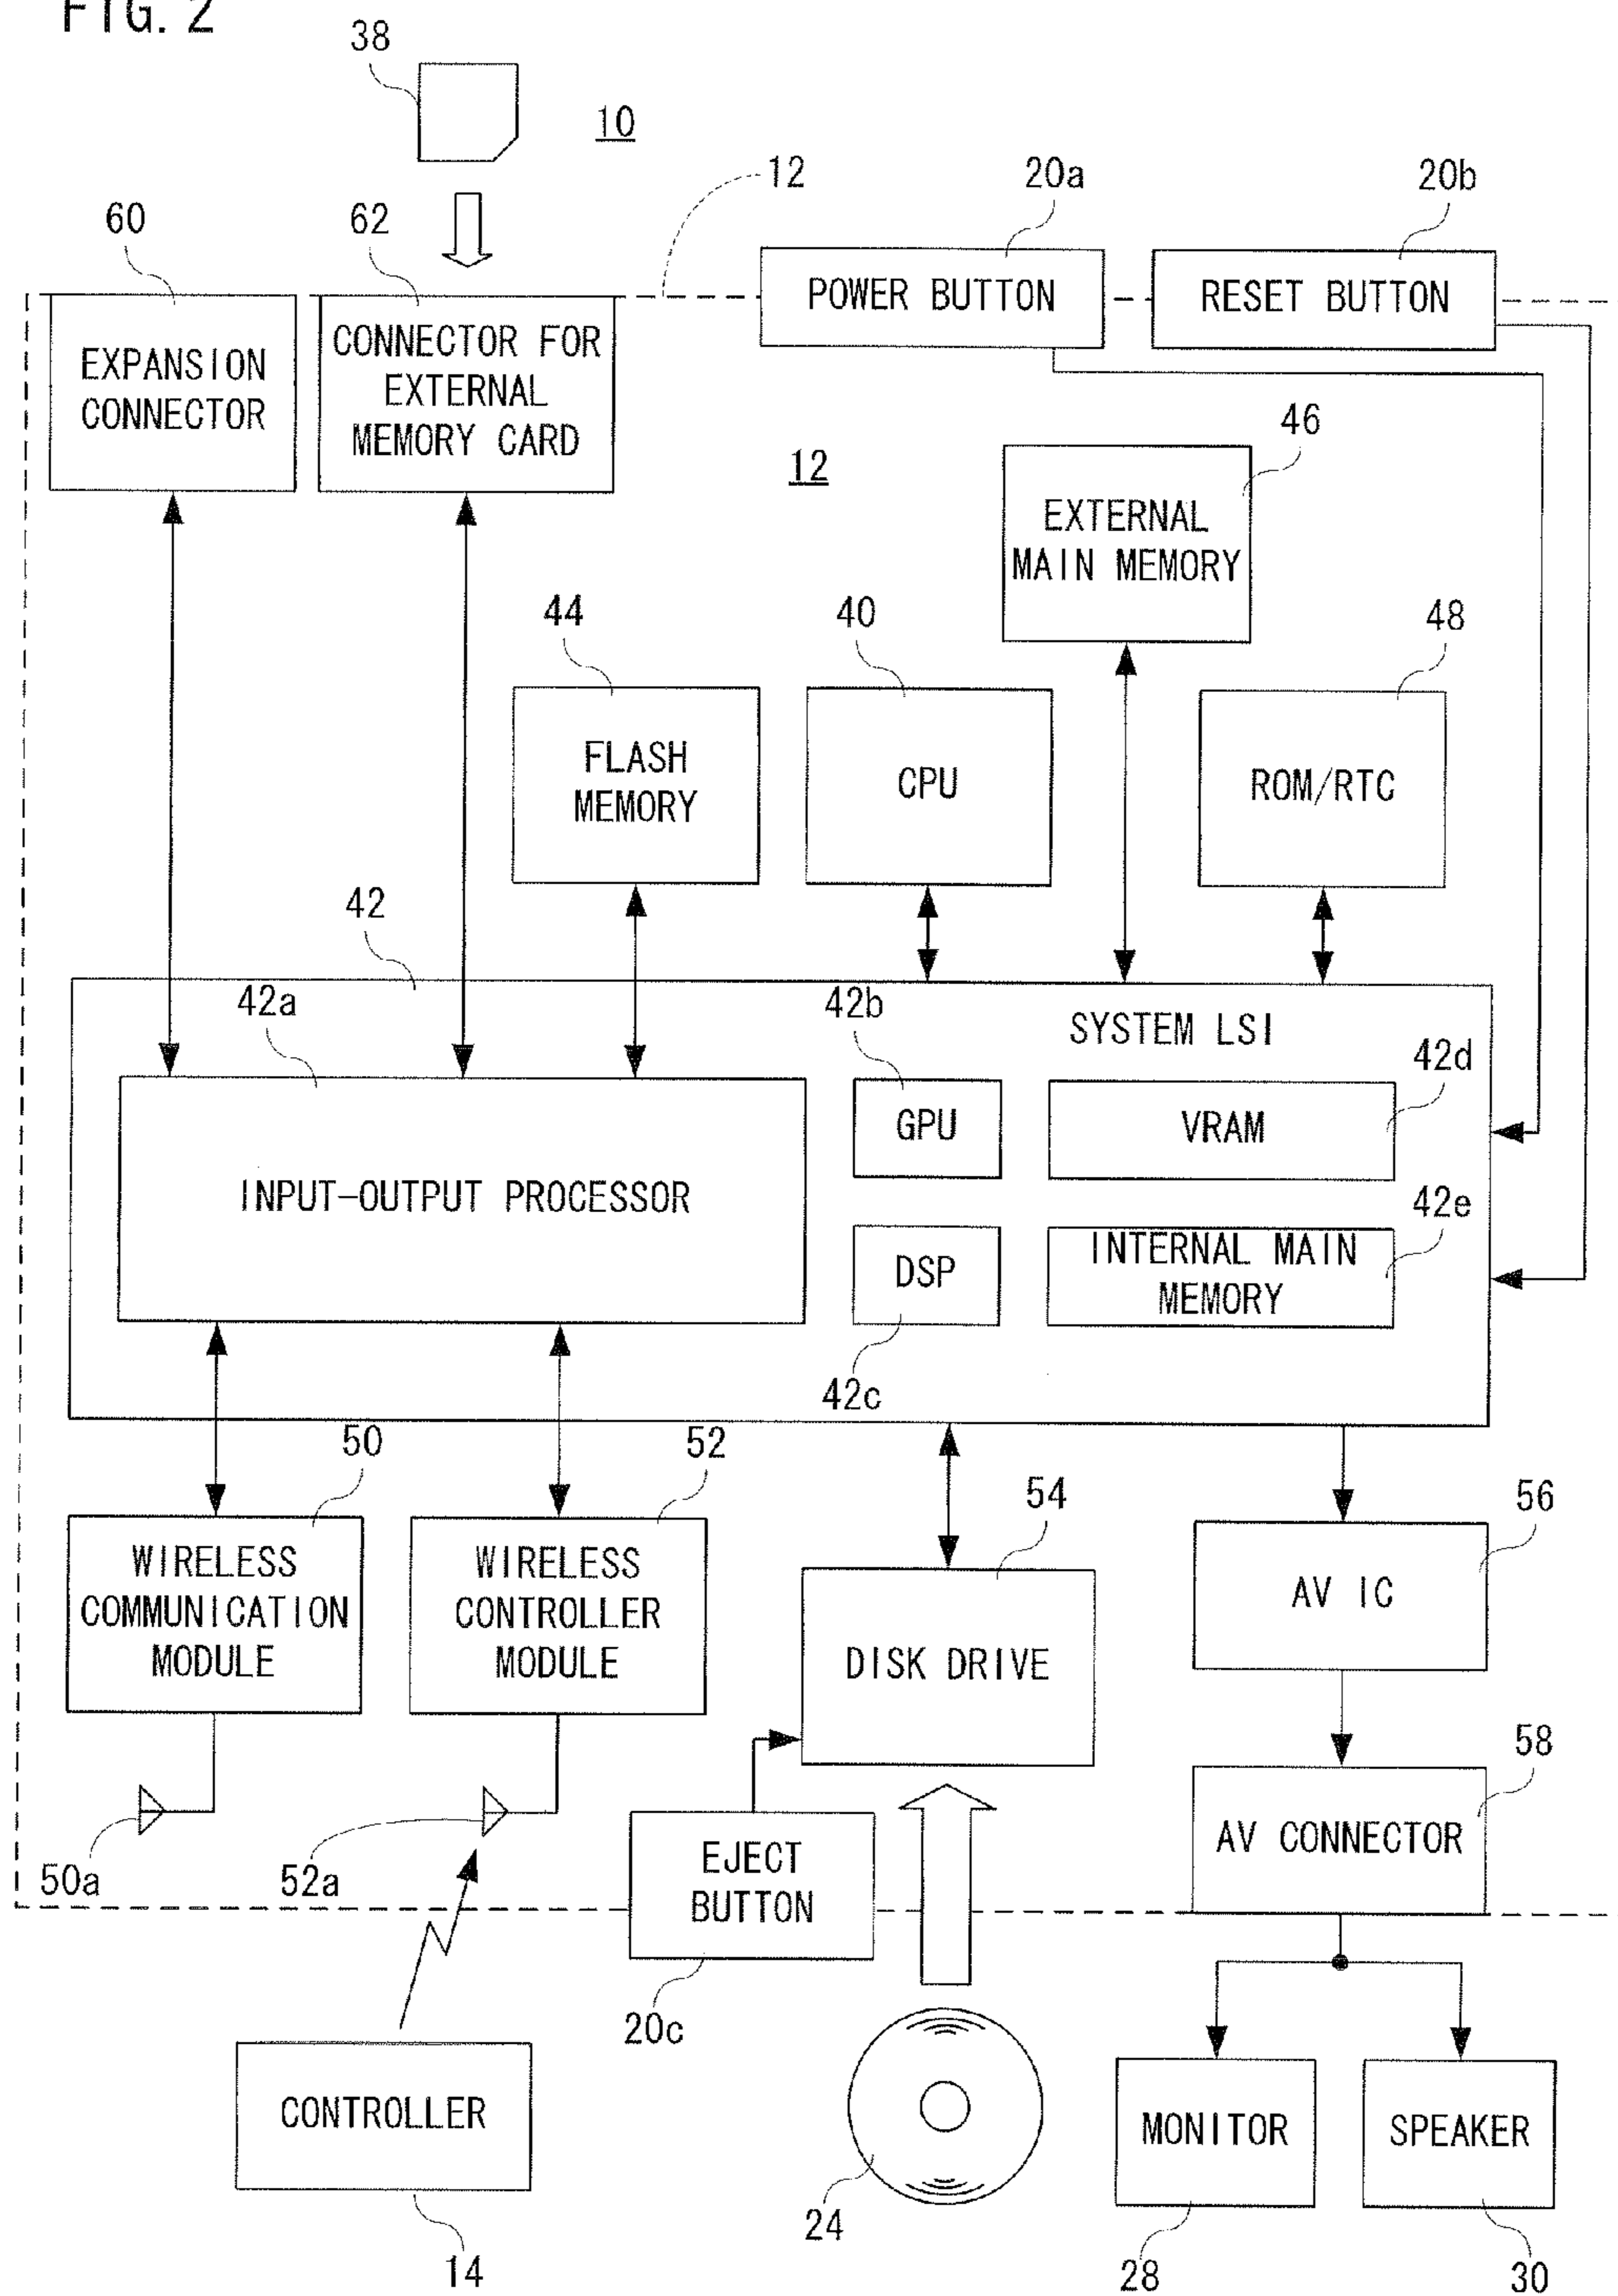 FIG. 2
38
10
12
20a
20b
60
62
POWER BUTTON
RESET BUTTON
EXPANSION
CONNECTOR
CONNECTOR FOR
EXTERNAL
MEMORY CARD
12
46
EXTERNAL
MAIN MEMORY
44
40
48
FLASH
MEMORY
CPU
ROM/RTC
42
42a
42b
SYSTEM LSI
42d
INPUT-OUTPUT PROCESSOR
GPU
VRAM
42e
DSP
INTERNAL MAIN
MEMORY
42c
50
52
54
56
WIRELESS
COMMUNICATION
MODULE
WIRELESS
CONTROLLER
MODULE
DISK DRIVE
AV IC
58
50a
52a
EJECT
BUTTON
AV CONNECTOR
20c
CONTROLLER
24
MONITOR
SPEAKER
14
28
30